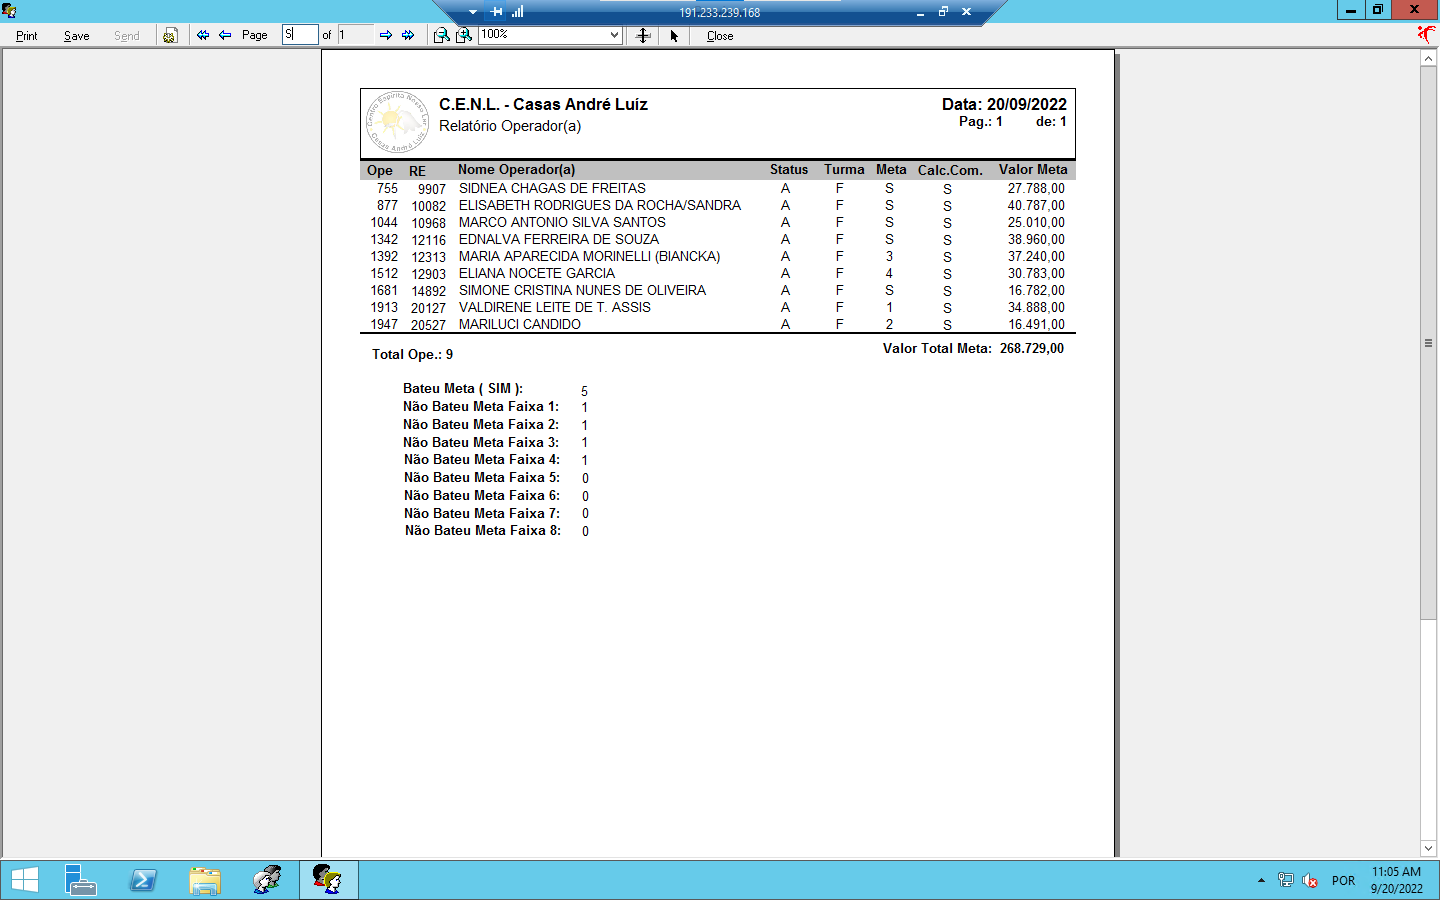 191.233.239.168
Print Save Send Page S of 1 100% Close
Centro Espírita Nosso Lar
Casas André Luiz
C.E.N.L. - Casas André Luíz
Data: 20/09/2022
Relatório Operador(a)
Pag.: 1 de: 1
Ope RE Nome Operador(a) Status Turma Meta Calc.Com. Valor Meta
755 9907 SIDNEA CHAGAS DE FREITAS A F S S 27.788,00
877 10082 ELISABETH RODRIGUES DA ROCHA/SANDRA A F S S 40.787,00
1044 10968 MARCO ANTONIO SILVA SANTOS A F S S 25.010,00
1342 12116 EDNALVA FERREIRA DE SOUZA A F S S 38.960,00
1392 12313 MARIA APARECIDA MORINELLI (BIANCKA) A F 3 S 37.240,00
1512 12903 ELIANA NOCETE GARCIA A F 4 S 30.783,00
1681 14892 SIMONE CRISTINA NUNES DE OLIVEIRA A F S S 16.782,00
1913 20127 VALDIRENE LEITE DE T. ASSIS A F 1 S 34.888,00
1947 20527 MARILUCI CANDIDO A F 2 S 16.491,00
Total Ope.: 9 Valor Total Meta: 268.729,00
Bateu Meta ( SIM ): 5
Não Bateu Meta Faixa 1: 1
Não Bateu Meta Faixa 2: 1
Não Bateu Meta Faixa 3: 1
Não Bateu Meta Faixa 4: 1
Não Bateu Meta Faixa 5: 0
Não Bateu Meta Faixa 6: 0
Não Bateu Meta Faixa 7: 0
Não Bateu Meta Faixa 8: 0
POR
11:05 AM
9/20/2022